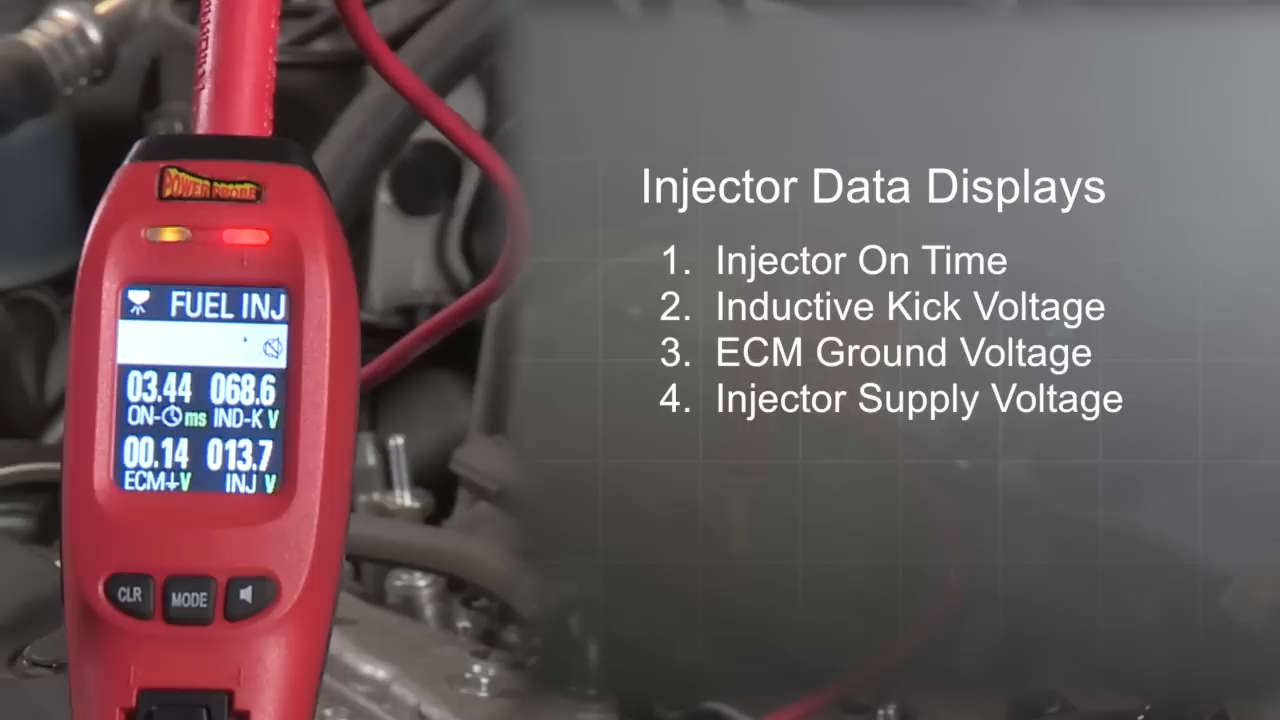 POWER PROBE
FUEL INJ
03.44 068.6
ON- ms IND-K V
00.14 013.7
ECM V INJ V
CLR MODE
Injector Data Displays
1. Injector On Time
2. Inductive Kick Voltage
3. ECM Ground Voltage
4. Injector Supply Voltage